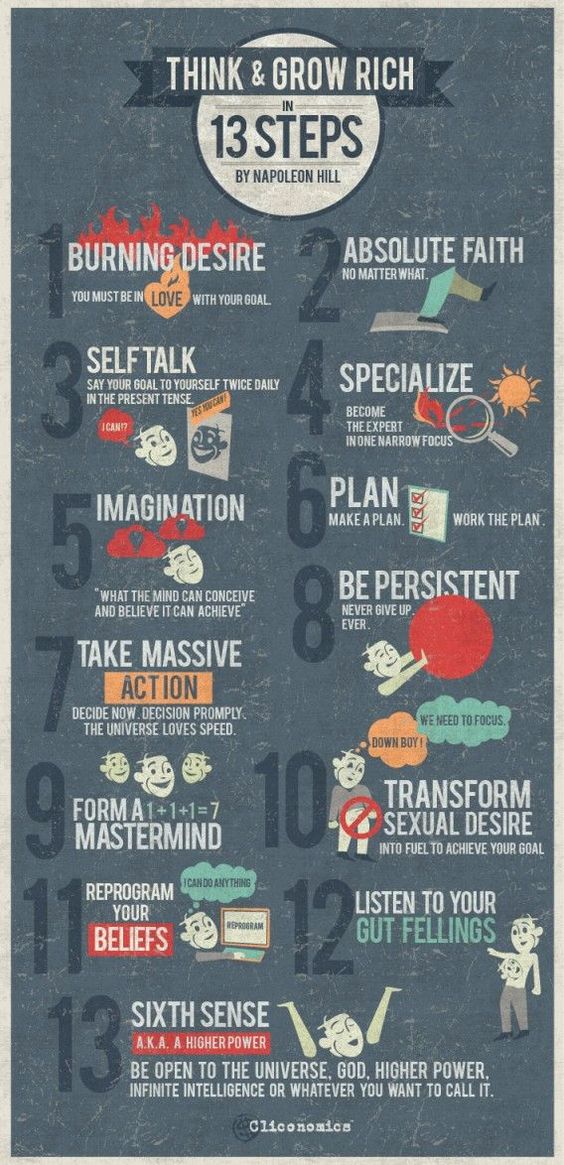 THINK & GROW RICH
IN
13 STEPS
BY NAPOLEON HILL
1
BURNING DESIRE
YOU MUST BE IN LOVE WITH YOUR GOAL.
2
ABSOLUTE FAITH
NO MATTER WHAT.
3
SELF TALK
SAY YOUR GOAL TO YOURSELF TWICE DAILY
IN THE PRESENT TENSE.
I CAN!?
YES YOU CAN!
4
SPECIALIZE
BECOME
THE EXPERT
IN ONE NARROW FOCUS
5
IMAGINATION
"WHAT THE MIND CAN CONCEIVE
AND BELIEVE IT CAN ACHIEVE"
6
PLAN
MAKE A PLAN. WORK THE PLAN.
7
TAKE MASSIVE
ACTION
DECIDE NOW. DECISION PROMPLY.
THE UNIVERSE LOVES SPEED.
8
BE PERSISTENT
NEVER GIVE UP.
EVER.
9
FORM A 1+1+1=7
MASTERMIND
10
WE NEED TO FOCUS.
DOWN BOY!
TRANSFORM
SEXUAL DESIRE
INTO FUEL TO ACHIEVE YOUR GOAL
11
REPROGRAM
YOUR
BELIEFS
I CAN DO ANYTHING
REPROGRAM
12
LISTEN TO YOUR
GUT FELLINGS
13
SIXTH SENSE
A.K.A. A HIGHER POWER
BE OPEN TO THE UNIVERSE, GOD, HIGHER POWER,
INFINITE INTELLIGENCE OR WHATEVER YOU WANT TO CALL IT.
Cliconomics